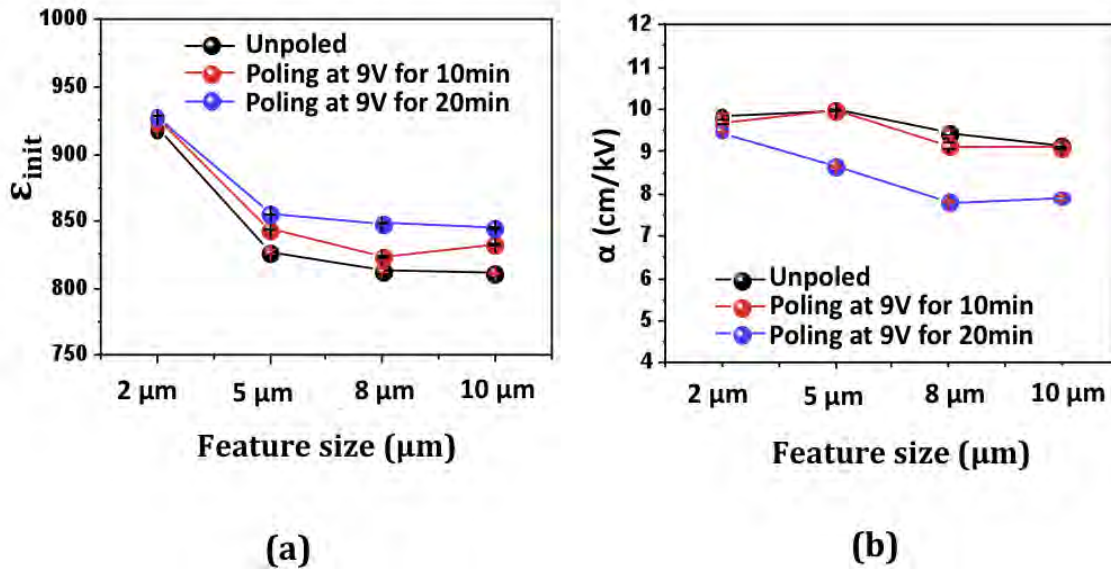 1000
950
900
850
800
750
ε_init
Unpoled
Poling at 9V for 10min
Poling at 9V for 20min
2 µm
5 µm
8 µm
10 µm
Feature size (µm)
(a)
12
11
10
9
8
7
6
5
4
α (cm/kV)
Unpoled
Poling at 9V for 10min
Poling at 9V for 20min
2 µm
5 µm
8 µm
10 µm
Feature size (µm)
(b)